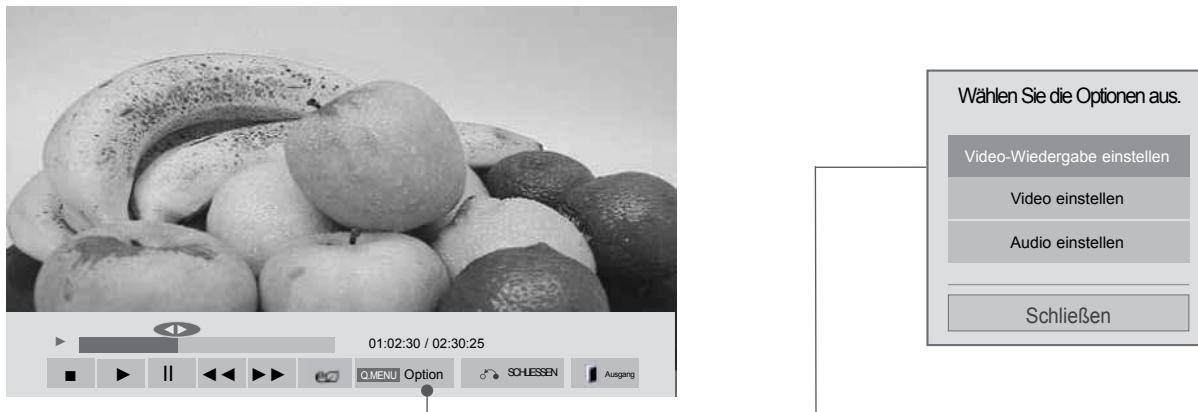 01:02:30 / 02:30:25
Q.MENU Option SCHLIESSEN Ausgang
Wählen Sie die Optionen aus.
Video-Wiedergabe einstellen
Video einstellen
Audio einstellen
Schließen